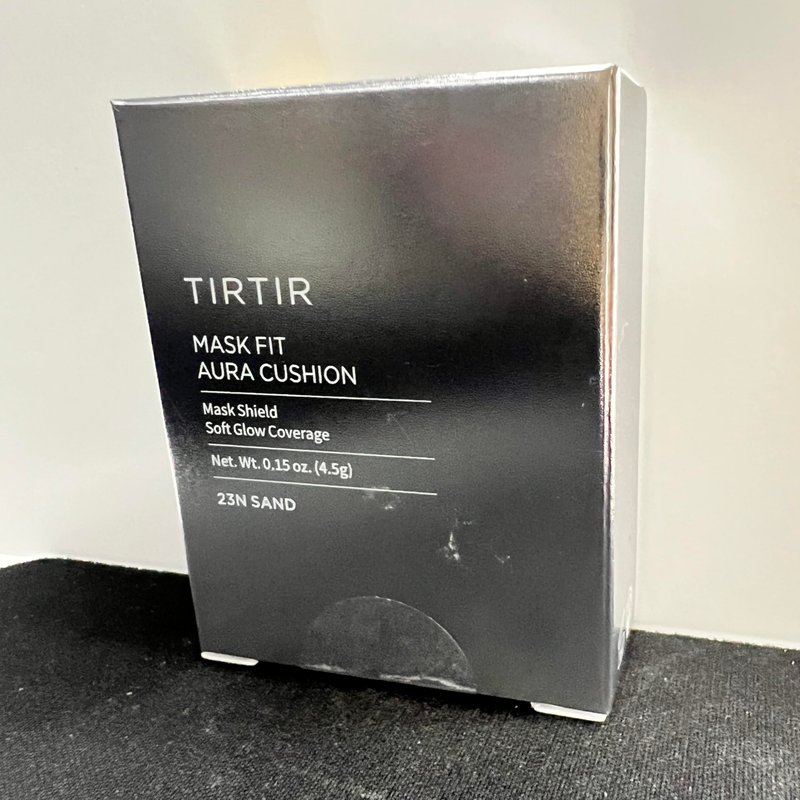 TIRTIR
MASK FIT
AURA CUSHION
Mask Shield
Soft Glow Coverage
Net. Wt. 0.15 oz. (4.5g)
23N SAND